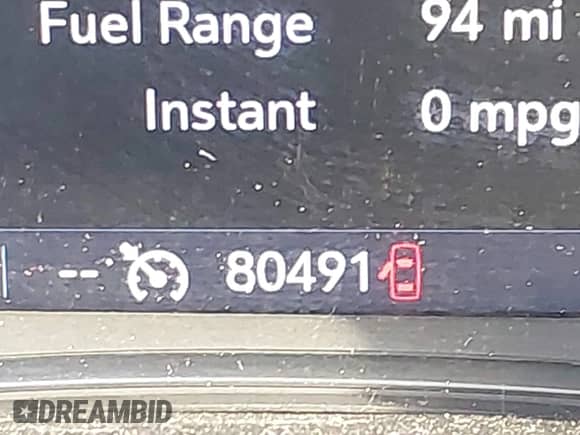 Fuel Range 94 mi
Instant 0 mpg
-- 80491
DREAMBID